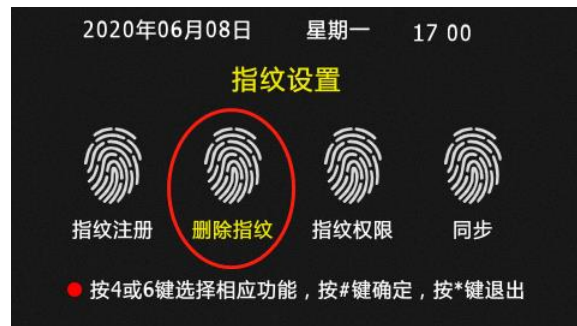 2020年06月08日 星期一 17 00
指纹设置
指纹注册 删除指纹 指纹权限 同步
按4或6键选择相应功能，按#键确定，按*键退出